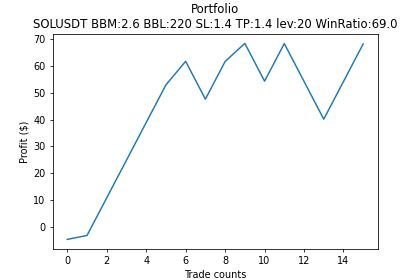 Portfolio
SOLUSDT BBM:2.6 BBL:220 SL:1.4 TP:1.4 lev:20 WinRatio:69.0
70
60
50
40
30
20
10
0
Profit ($)
0 2 4 6 8 10 12 14
Trade counts